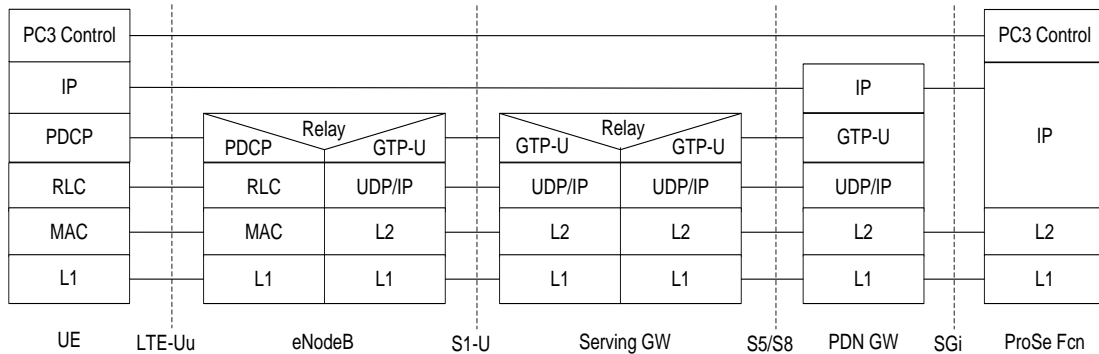 PC3 Control PC3 Control
IP IP
Relay Relay
PDCP PDCP GTP-U GTP-U GTP-U GTP-U IP
RLC RLC UDP/IP UDP/IP UDP/IP UDP/IP
MAC MAC L2 L2 L2 L2 L2
L1 L1 L1 L1 L1 L1 L1
UE LTE-Uu eNodeB S1-U Serving GW S5/S8 PDN GW SGi ProSe Fcn